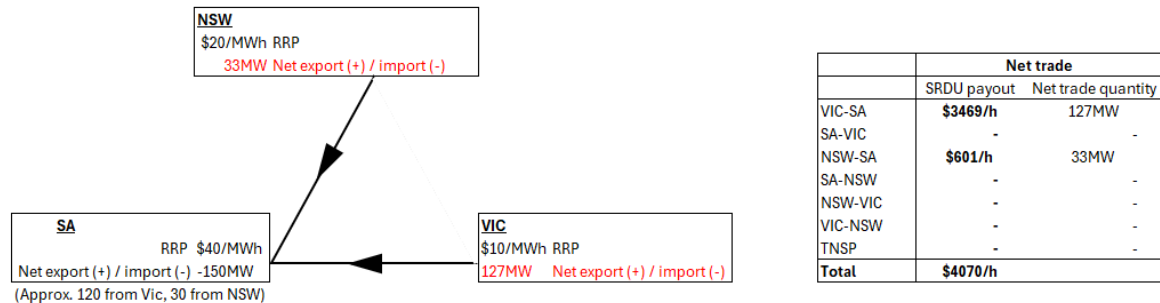 NSW
$20/MWh RRP
33MW Net export (+) / import (-)
SA
RRP $40/MWh
Net export (+) / import (-) -150MW
(Approx. 120 from Vic, 30 from NSW)
VIC
$10/MWh RRP
127MW Net export (+) / import (-)
Net trade
SRDU payout Net trade quantity
VIC-SA $3469/h 127MW
SA-VIC - -
NSW-SA $601/h 33MW
SA-NSW - -
NSW-VIC - -
VIC-NSW - -
TNSP - -
Total $4070/h